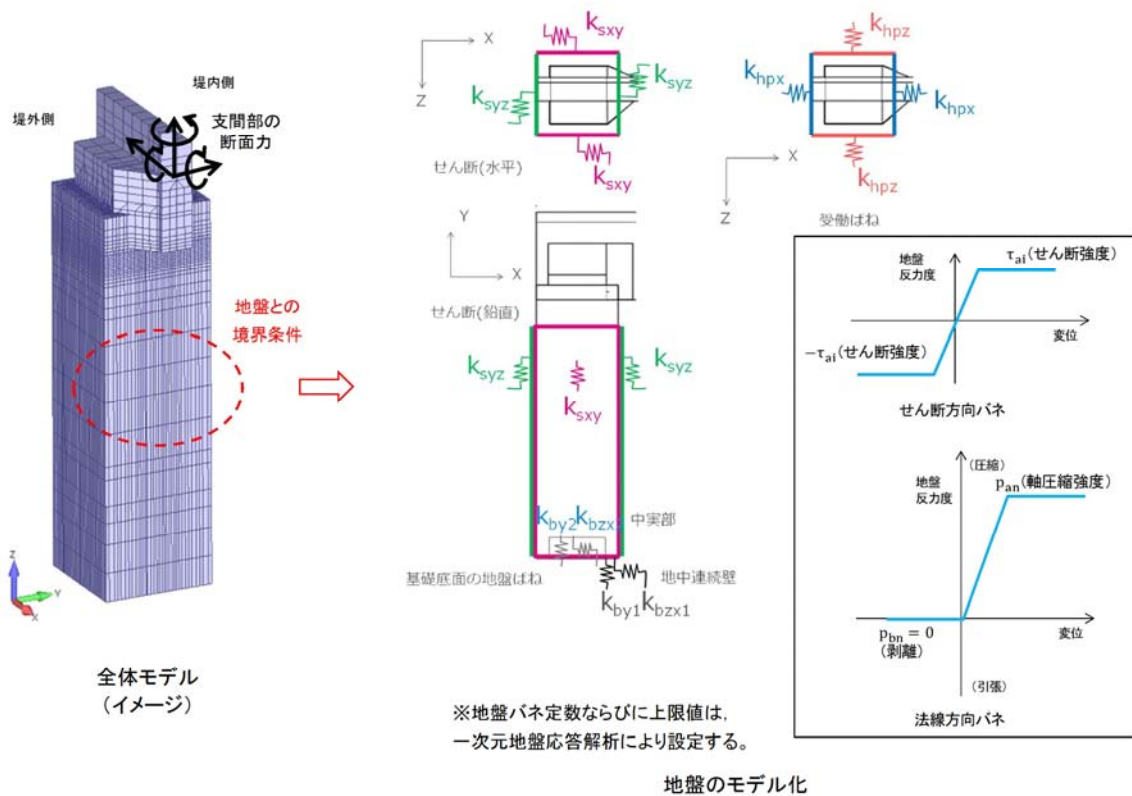 堤内側
堤外側
支間部の
断面力
地盤との
境界条件
Z
Y
X
全体モデル
（イメージ）
X
Z
ksxy
ksyz
ksyz
ksxy
せん断(水平)
khpz
khpx
khpx
khpz
X
Z
受働ばね
Y
X
せん断(鉛直)
ksyz
ksyz
ksxy
kby2
kbzx2
中実部
基礎底面の地盤ばね
地中連続壁
kby1
kbzx1
地盤
反力度
τai(せん断強度)
変位
−τai(せん断強度)
せん断方向バネ
(圧縮)
地盤
反力度
pan(軸圧縮強度)
pbn = 0
(剥離)
変位
(引張)
法線方向バネ
※地盤バネ定数ならびに上限値は，
一次元地盤応答解析により設定する。
地盤のモデル化